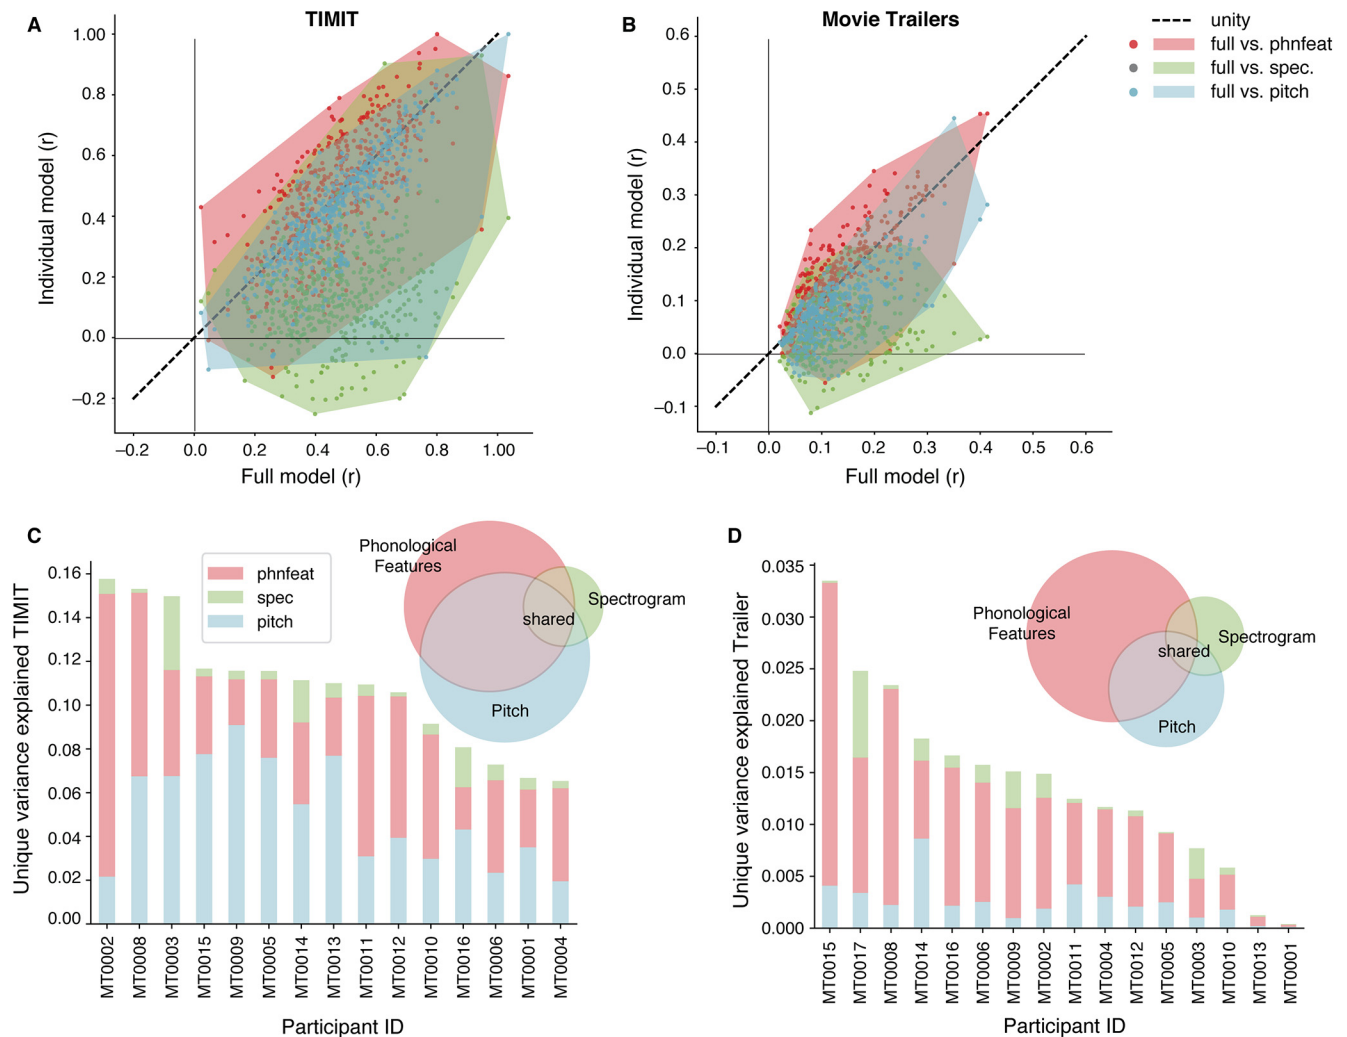 A
TIMIT
1.00
0.8
0.6
0.4
0.2
0.0
−0.2
Individual model (r)
−0.2
0.0
0.2
0.4
0.6
0.8
1.00
Full model (r)
B
Movie Trailers
0.6
0.5
0.4
0.3
0.2
0.1
0.0
−0.1
Individual model (r)
−0.1
0.0
0.1
0.2
0.3
0.4
0.5
0.6
Full model (r)
unity
full vs. phnfeat
full vs. spec.
full vs. pitch
C
0.16
0.14
0.12
0.10
0.08
0.06
0.04
0.02
0.00
Unique variance explained TIMIT
phnfeat
spec
pitch
Phonological
Features
Spectrogram
shared
Pitch
MT0002
MT0008
MT0003
MT0015
MT0009
MT0005
MT0014
MT0013
MT0011
MT0012
MT0010
MT0016
MT0006
MT0001
MT0004
Participant ID
D
0.035
0.030
0.025
0.020
0.015
0.010
0.005
0.000
Unique variance explained Trailer
Phonological
Features
Spectrogram
shared
Pitch
MT0015
MT0017
MT0008
MT0014
MT0016
MT0006
MT0009
MT0002
MT0011
MT0004
MT0012
MT0005
MT0003
MT0010
MT0013
MT0001
Participant ID